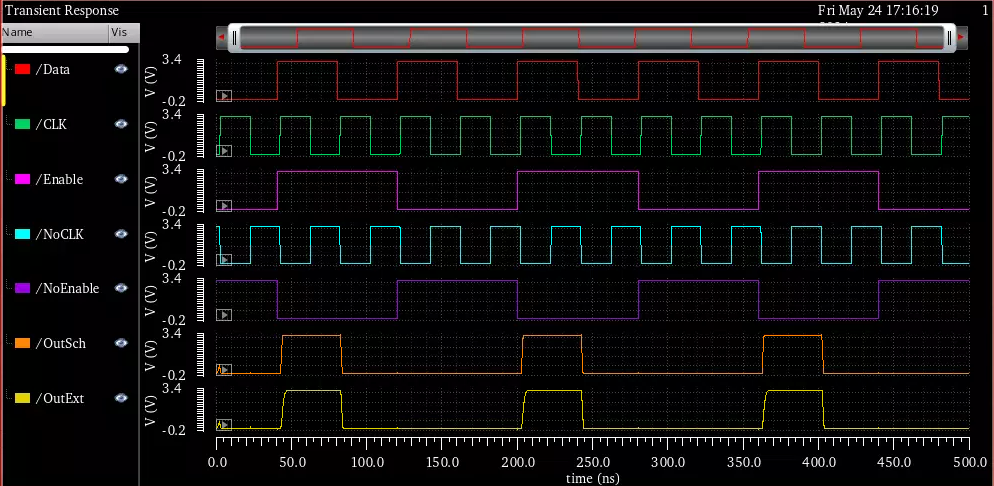 Transient Response
Fri May 24 17:16:19
1
Name
Vis
/Data
/CLK
/Enable
/NoCLK
/NoEnable
/OutSch
/OutExt
V (V)
3.4
-0.2
V (V)
3.4
-0.2
V (V)
3.4
-0.2
V (V)
3.4
-0.2
V (V)
3.4
-0.2
V (V)
3.4
-0.2
V (V)
3.4
-0.2
0.0 50.0 100.0 150.0 200.0 250.0 300.0 350.0 400.0 450.0 500.0
time (ns)